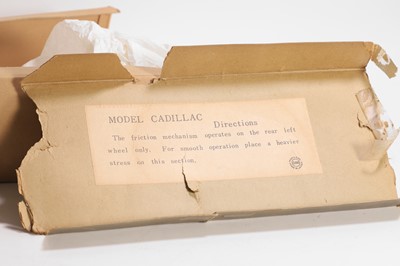 MODEL CADILLAC
Directions
The friction mechanism operates on the rear left
wheel only. For smooth operation place a heavier
stress on this section.